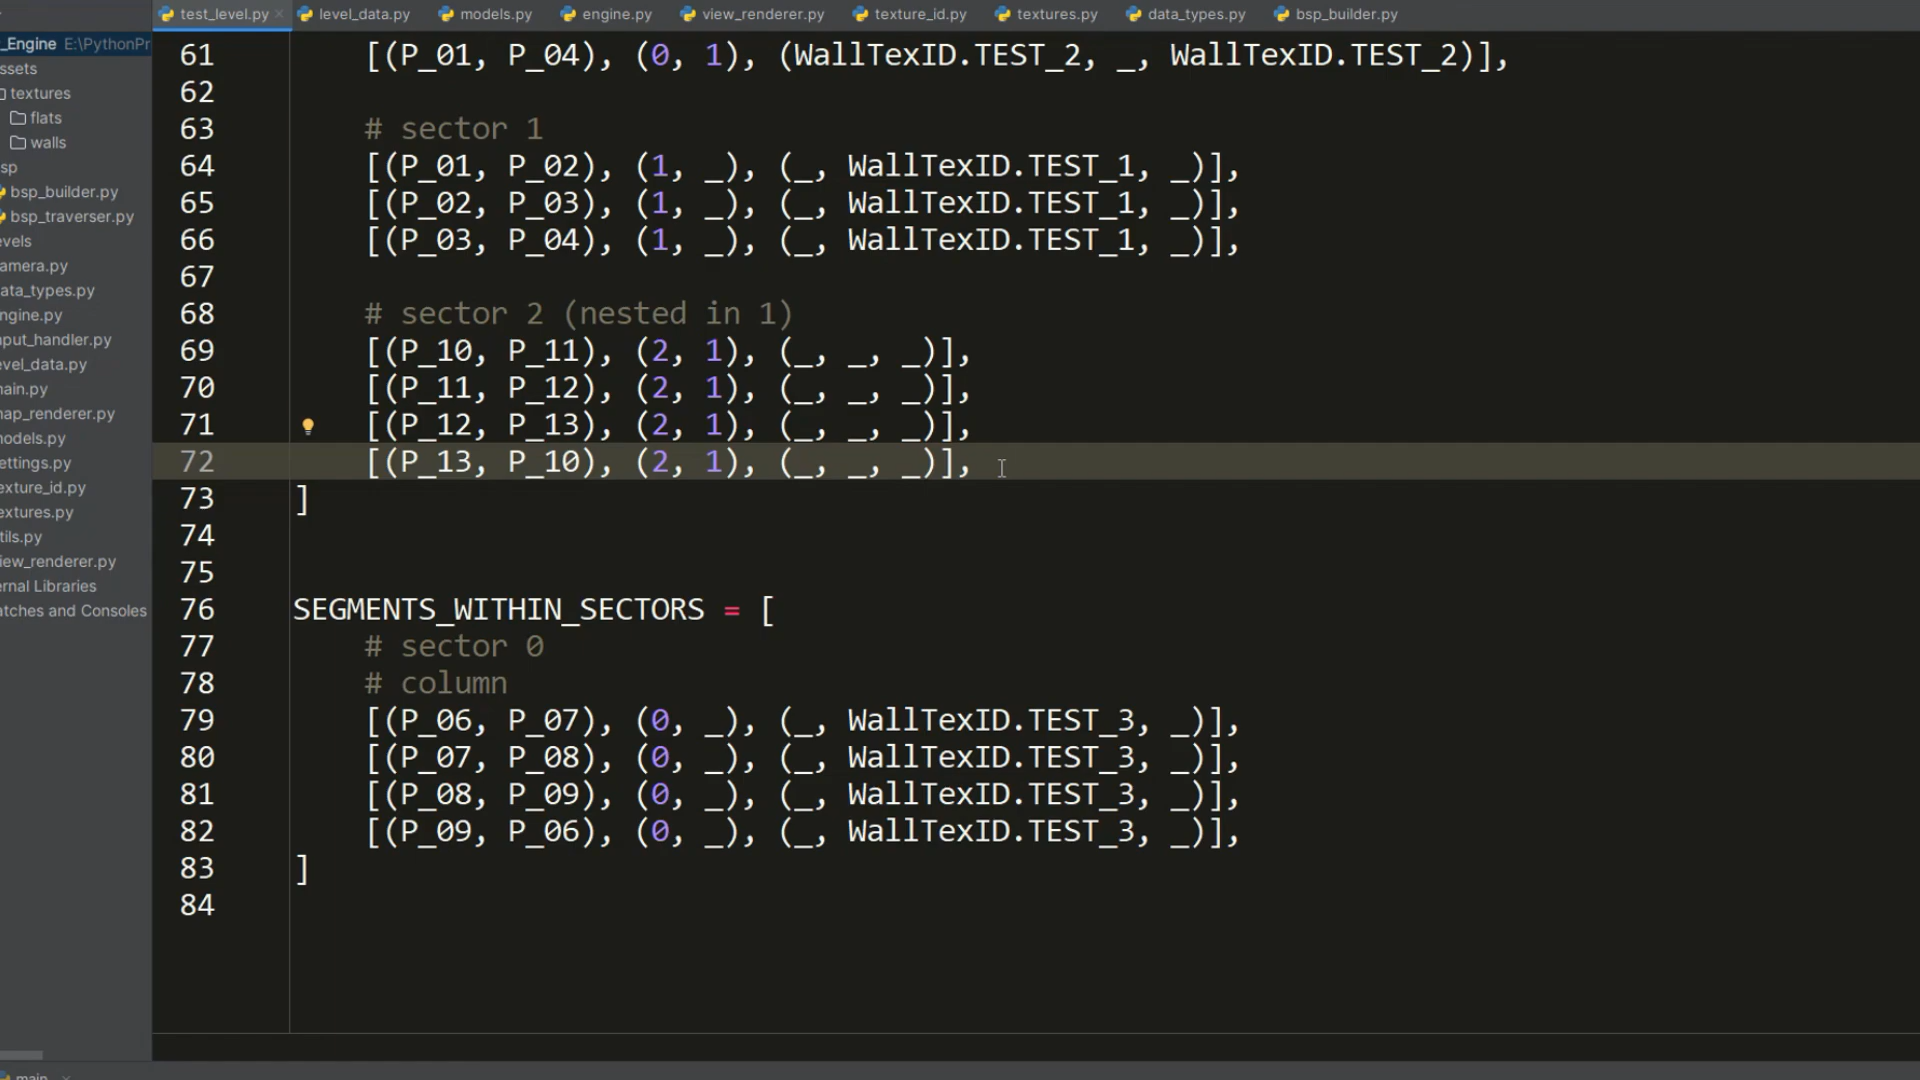 test_level.py level_data.py models.py engine.py view_renderer.py texture_id.py textures.py data_types.py bsp_builder.py
_Engine E:\PythonPr
ssets
textures
flats
walls
sp
bsp_builder.py
bsp_traverser.py
evels
amera.py
ata_types.py
ngine.py
nput_handler.py
evel_data.py
main.py
map_renderer.py
models.py
ettings.py
exture_id.py
extures.py
tils.py
iew_renderer.py
ernal Libraries
atches and Consoles
61 [(P_01, P_04), (0, 1), (WallTexID.TEST_2, _, WallTexID.TEST_2)],
62
63 # sector 1
64 [(P_01, P_02), (1, _), (_, WallTexID.TEST_1, _)],
65 [(P_02, P_03), (1, _), (_, WallTexID.TEST_1, _)],
66 [(P_03, P_04), (1, _), (_, WallTexID.TEST_1, _)],
67
68 # sector 2 (nested in 1)
69 [(P_10, P_11), (2, 1), (_, _, _)],
70 [(P_11, P_12), (2, 1), (_, _, _)],
71 [(P_12, P_13), (2, 1), (_, _, _)],
72 [(P_13, P_10), (2, 1), (_, _, _)],
73 ]
74
75
76 SEGMENTS_WITHIN_SECTORS = [
77 # sector 0
78 # column
79 [(P_06, P_07), (0, _), (_, WallTexID.TEST_3, _)],
80 [(P_07, P_08), (0, _), (_, WallTexID.TEST_3, _)],
81 [(P_08, P_09), (0, _), (_, WallTexID.TEST_3, _)],
82 [(P_09, P_06), (0, _), (_, WallTexID.TEST_3, _)],
83 ]
84
main